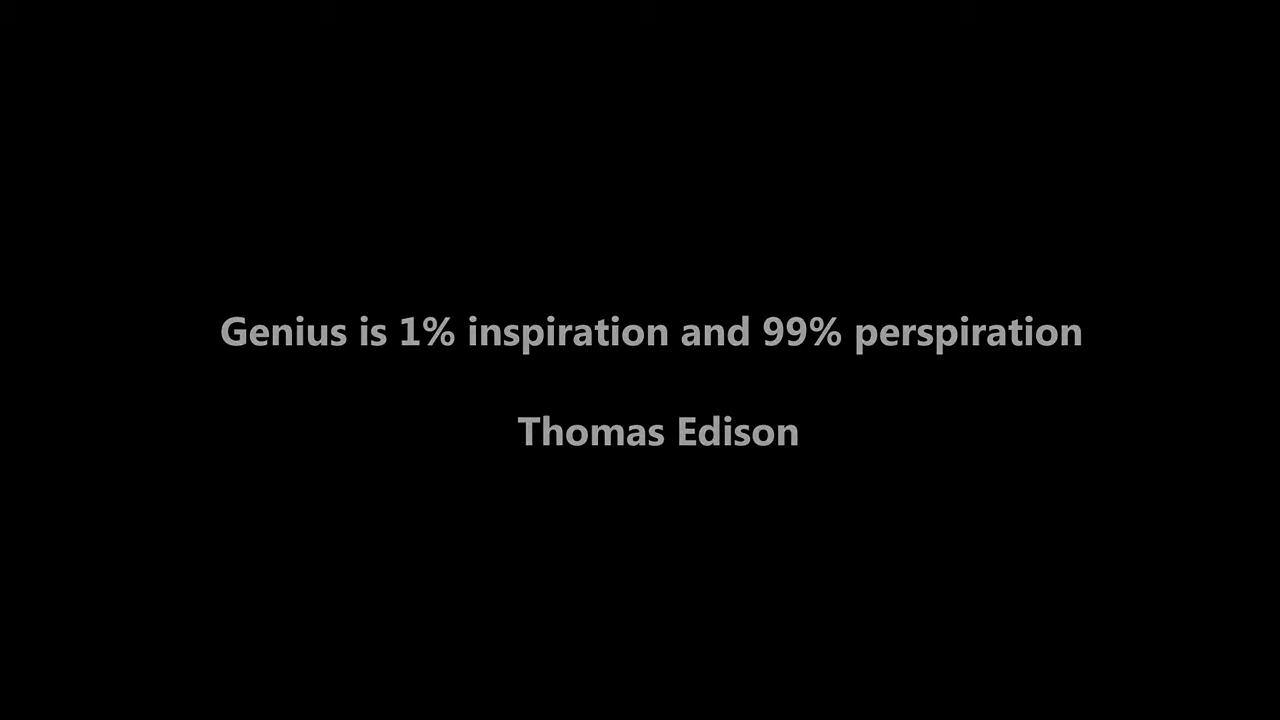 Genius is 1% inspiration and 99% perspiration
Thomas Edison